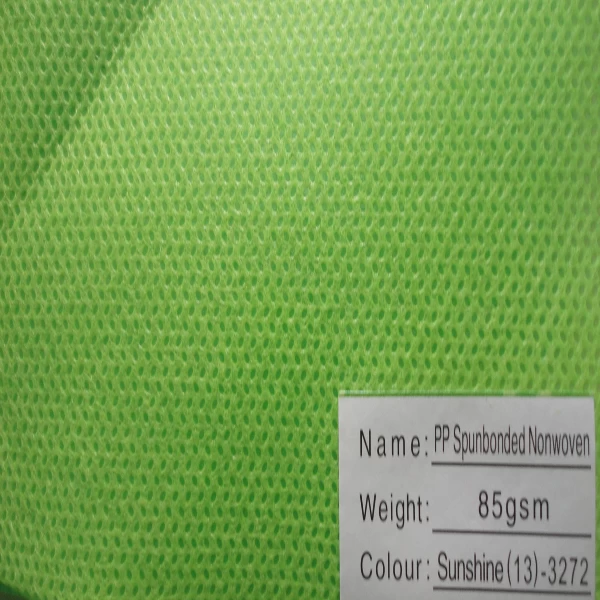 Name: PP Spunbonded Nonwoven
Weight: 85gsm
Colour: Sunshine(13)-3272